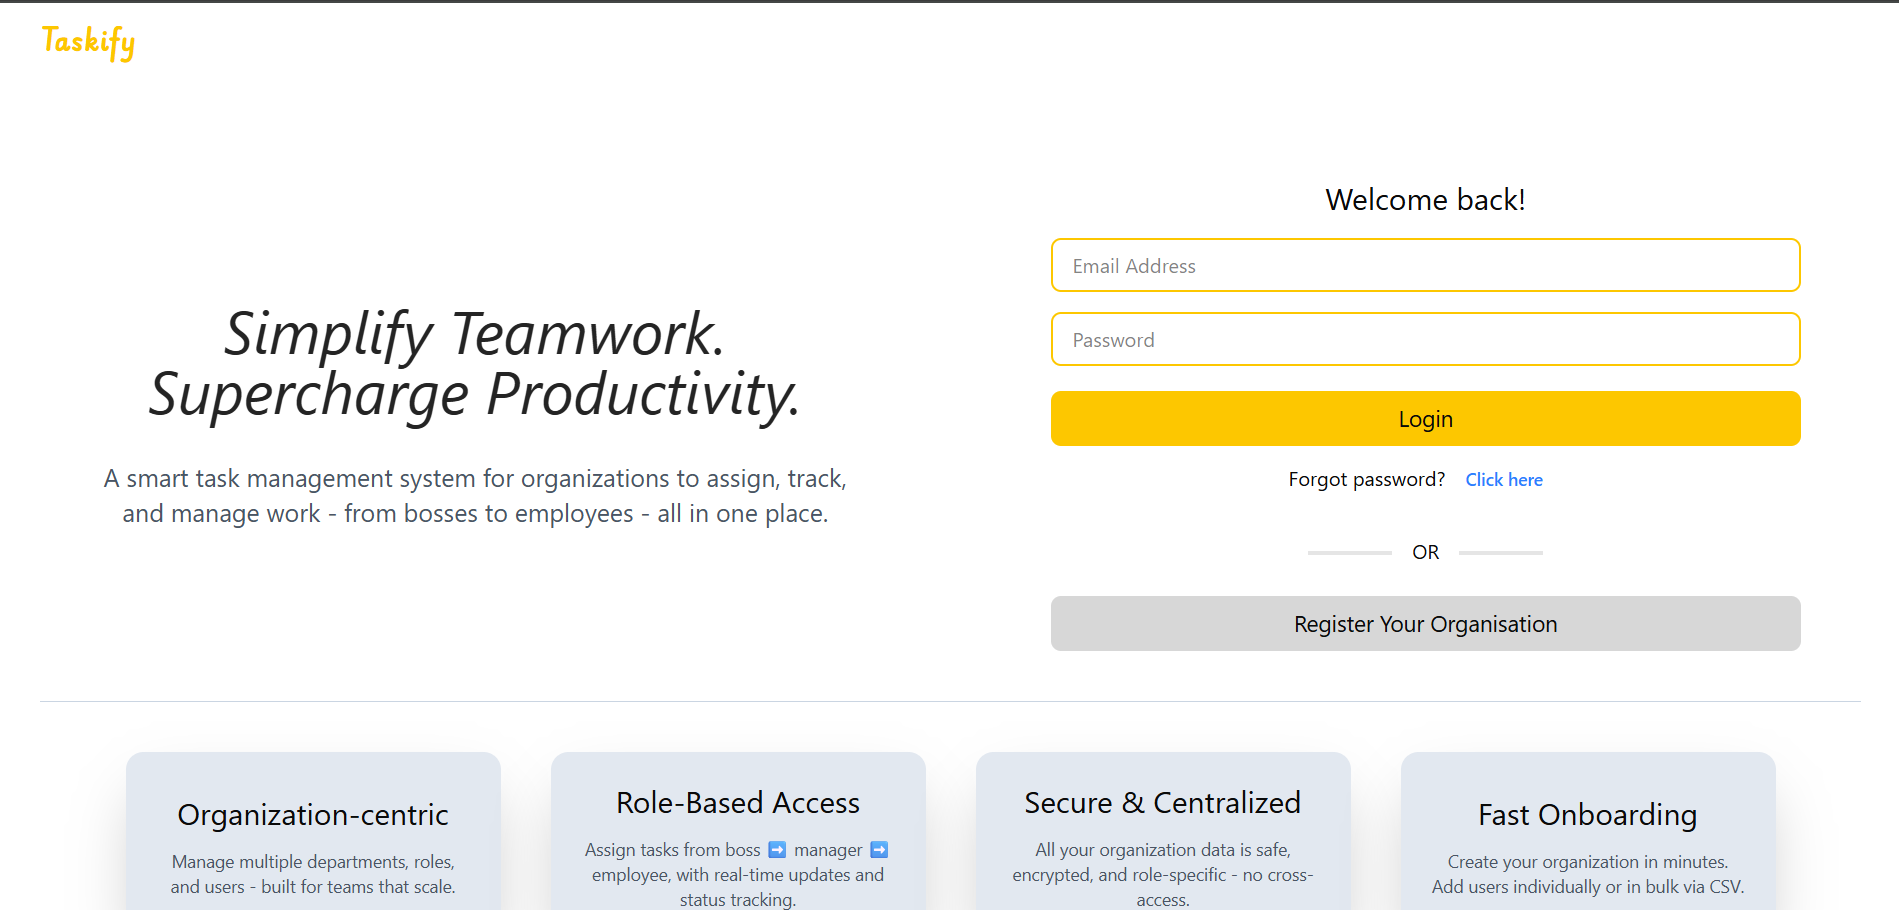 Taskify
Simplify Teamwork.
Supercharge Productivity.
A smart task management system for organizations to assign, track,
and manage work - from bosses to employees - all in one place.
Welcome back!
Email Address
Password
Login
Forgot password? Click here
OR
Register Your Organisation
Organization-centric
Manage multiple departments, roles,
and users - built for teams that scale.
Role-Based Access
Assign tasks from boss ➡️ manager ➡️
employee, with real-time updates and
status tracking.
Secure & Centralized
All your organization data is safe,
encrypted, and role-specific - no cross-
access.
Fast Onboarding
Create your organization in minutes.
Add users individually or in bulk via CSV.